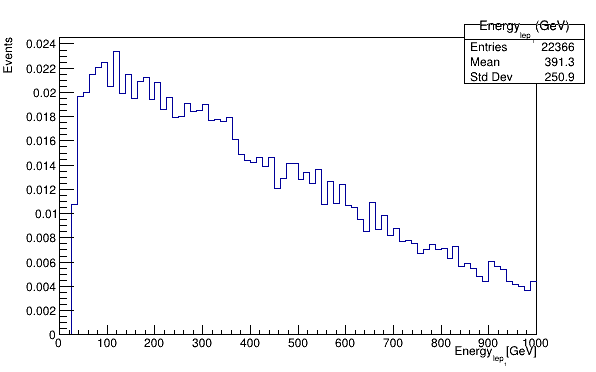 Energy_lep_1 (GeV)
Entries 22366
Mean 391.3
Std Dev 250.9
Events
0.024
0.022
0.02
0.018
0.016
0.014
0.012
0.01
0.008
0.006
0.004
0.002
0
0 100 200 300 400 500 600 700 800 900 1000
Energy_lep_1 [GeV]